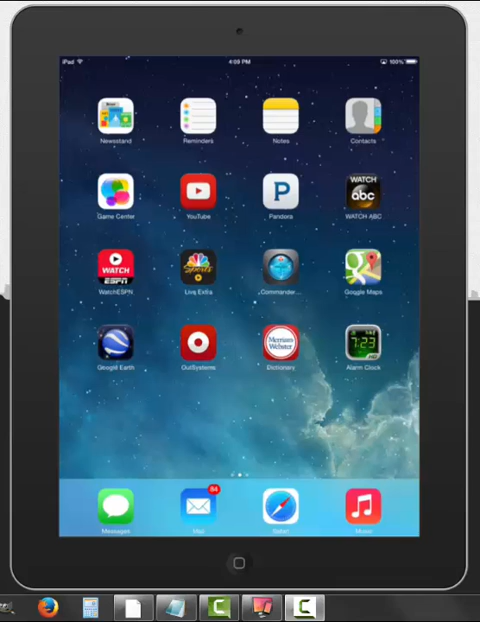 iPad 4:09 PM 100%
Newsstand Reminders Notes Contacts
Game Center YouTube Pandora WATCH ABC
WATCH
abc
P
WATCH
ESPN
Sports
WatchESPN Live Extra Commander... Google Maps
Merriam-
Webster
7:23
Google Earth OutSystems Dictionary Alarm Clock
84
Messages Mail Safari Music